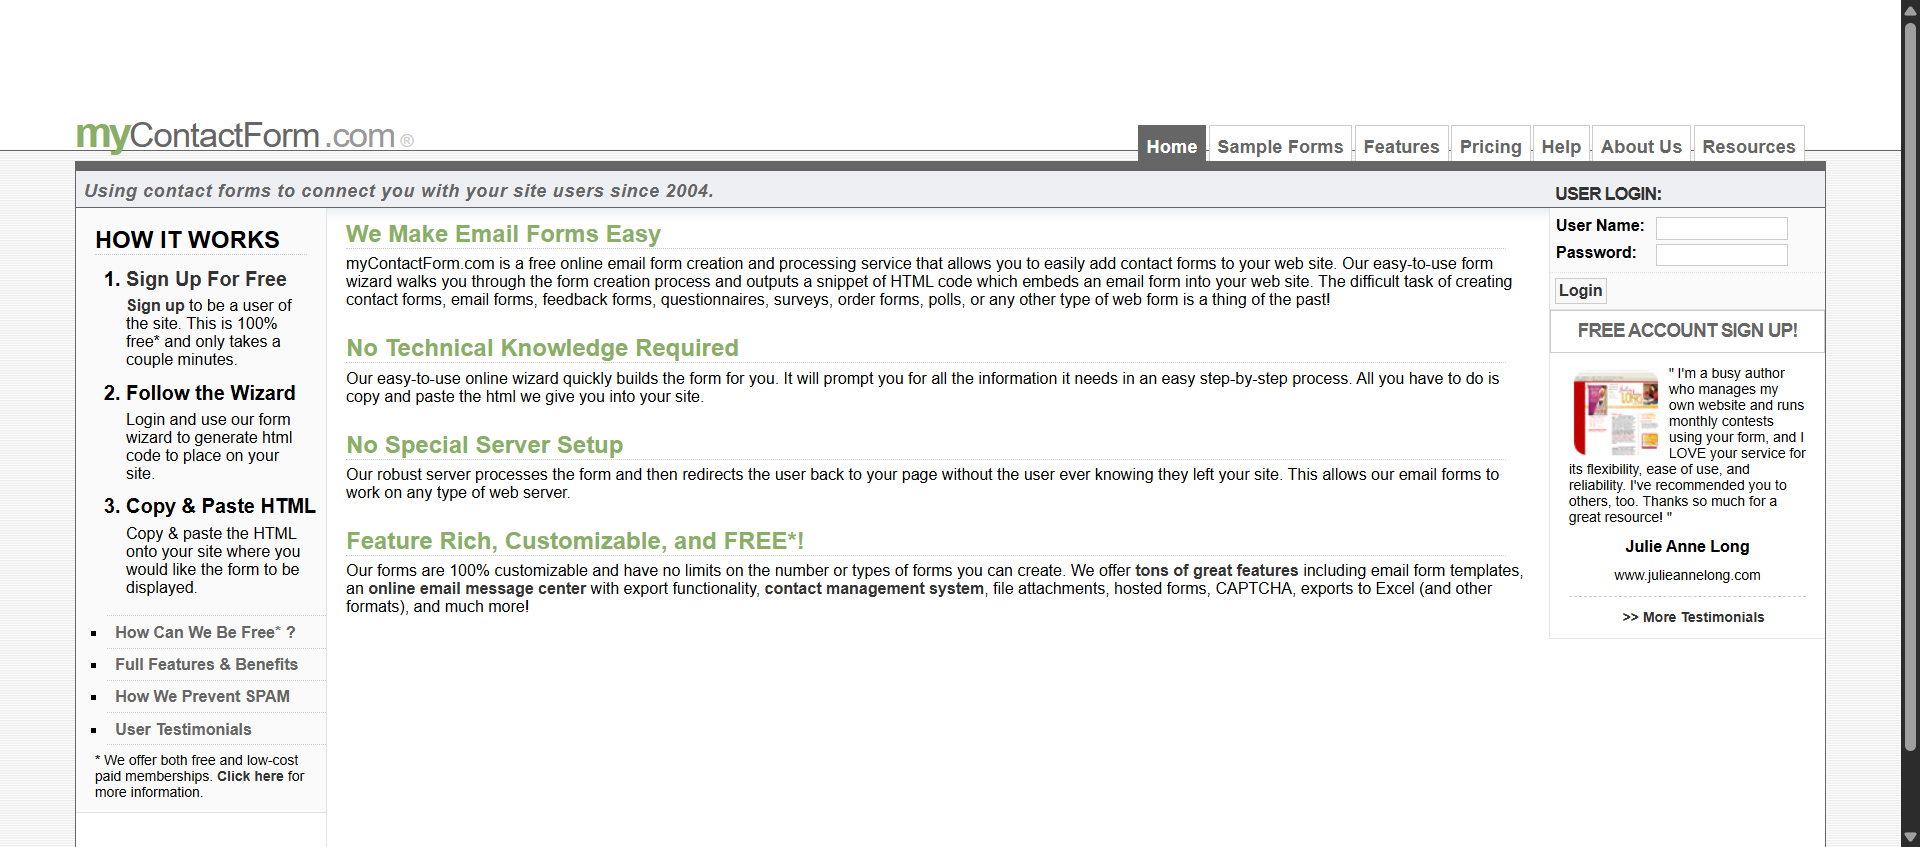 myContactForm.com ®
Home
Sample Forms
Features
Pricing
Help
About Us
Resources
Using contact forms to connect you with your site users since 2004.
HOW IT WORKS
1. Sign Up For Free
Sign up to be a user of
the site. This is 100%
free* and only takes a
couple minutes.
2. Follow the Wizard
Login and use our form
wizard to generate html
code to place on your
site.
3. Copy & Paste HTML
Copy & paste the HTML
onto your site where you
would like the form to be
displayed.
How Can We Be Free* ?
Full Features & Benefits
How We Prevent SPAM
User Testimonials
* We offer both free and low-cost
paid memberships. Click here for
more information.
We Make Email Forms Easy
myContactForm.com is a free online email form creation and processing service that allows you to easily add contact forms to your web site. Our easy-to-use form
wizard walks you through the form creation process and outputs a snippet of HTML code which embeds an email form into your web site. The difficult task of creating
contact forms, email forms, feedback forms, questionnaires, surveys, order forms, polls, or any other type of web form is a thing of the past!
No Technical Knowledge Required
Our easy-to-use online wizard quickly builds the form for you. It will prompt you for all the information it needs in an easy step-by-step process. All you have to do is
copy and paste the html we give you into your site.
No Special Server Setup
Our robust server processes the form and then redirects the user back to your page without the user ever knowing they left your site. This allows our email forms to
work on any type of web server.
Feature Rich, Customizable, and FREE*!
Our forms are 100% customizable and have no limits on the number or types of forms you can create. We offer tons of great features including email form templates,
an online email message center with export functionality, contact management system, file attachments, hosted forms, CAPTCHA, exports to Excel (and other
formats), and much more!
USER LOGIN:
User Name:
Password:
Login
FREE ACCOUNT SIGN UP!
" I'm a busy author
who manages my
own website and runs
monthly contests
using your form, and I
LOVE your service for
its flexibility, ease of use, and
reliability. I've recommended you to
others, too. Thanks so much for a
great resource! "
Julie Anne Long
www.julieannelong.com
>> More Testimonials